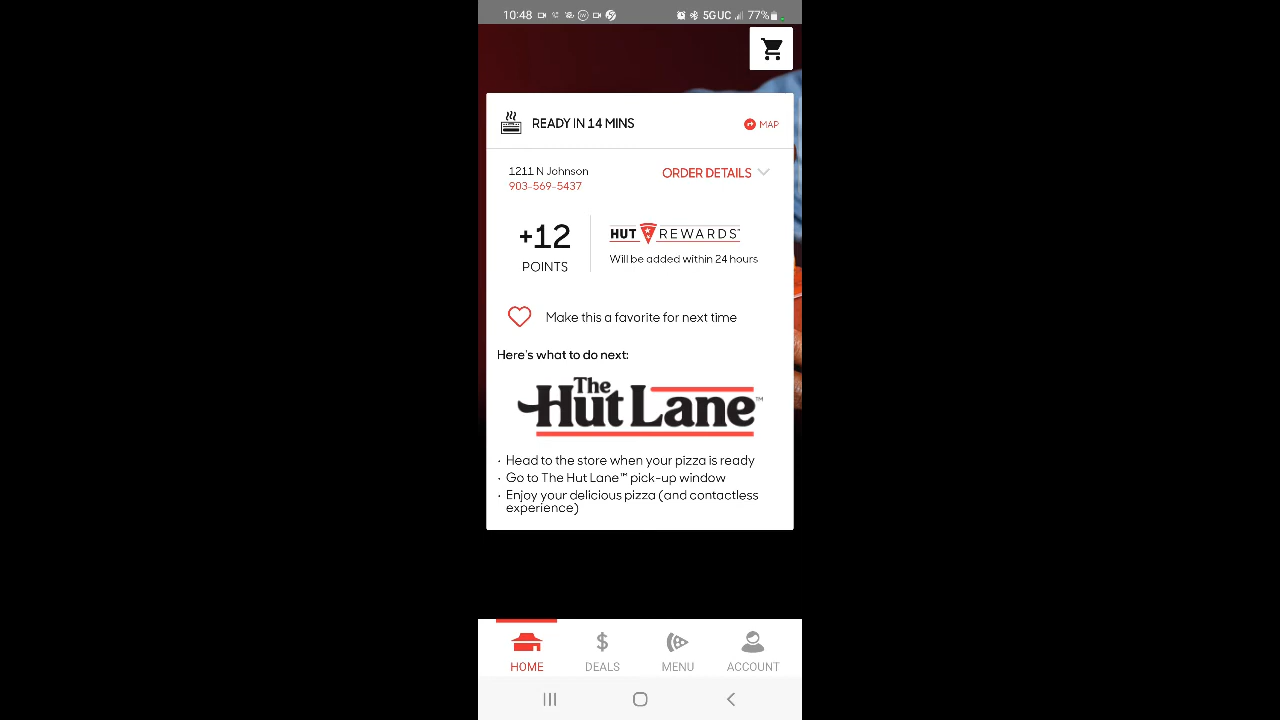 10:48 5GUC 77%
READY IN 14 MINS MAP
1211 N Johnson
903-569-5437
ORDER DETAILS
+12
POINTS
HUT REWARDS
Will be added within 24 hours
Make this a favorite for next time
Here's what to do next:
The
Hut Lane™
· Head to the store when your pizza is ready
· Go to The Hut Lane™ pick-up window
· Enjoy your delicious pizza (and contactless
experience)
HOME DEALS MENU ACCOUNT